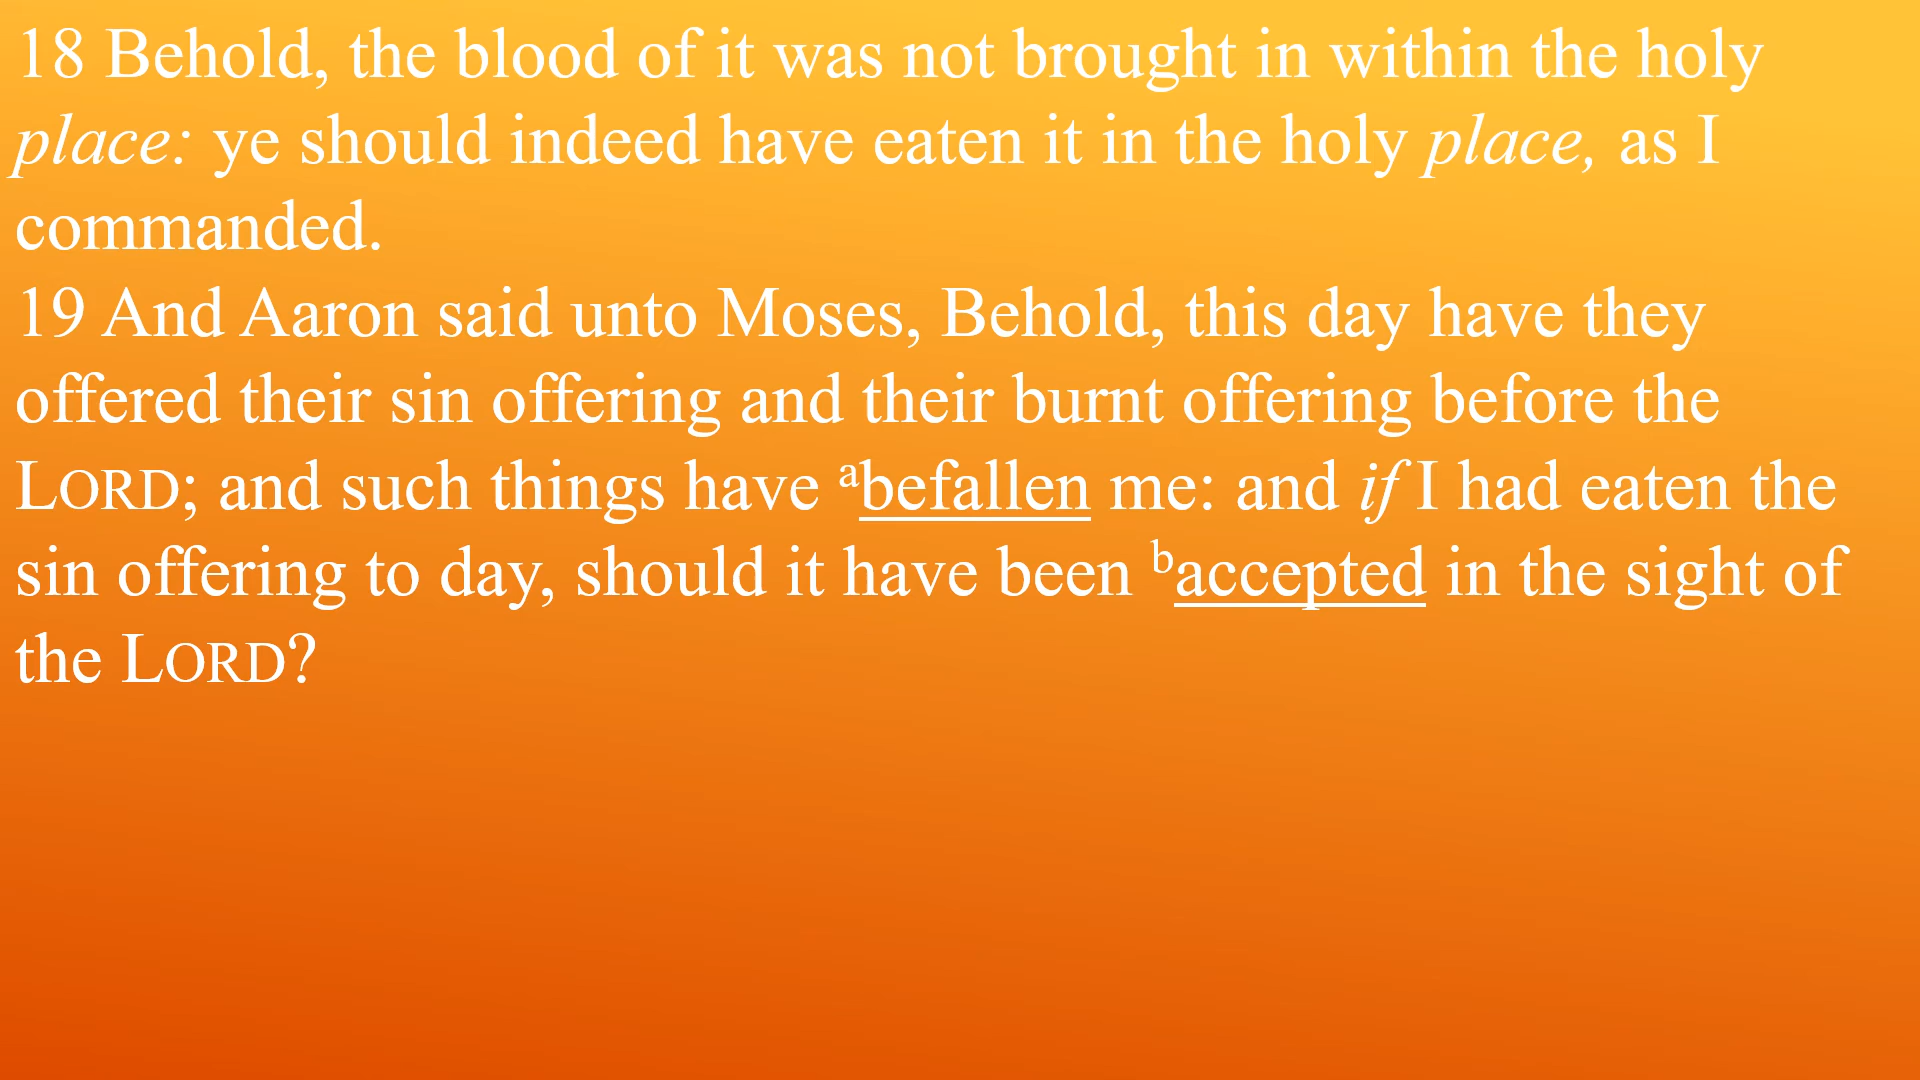 18 Behold, the blood of it was not brought in within the holy
place: ye should indeed have eaten it in the holy place, as I
commanded.
19 And Aaron said unto Moses, Behold, this day have they
offered their sin offering and their burnt offering before the
LORD; and such things have ᵃbefallen me: and if I had eaten the
sin offering to day, should it have been ᵇaccepted in the sight of
the LORD?